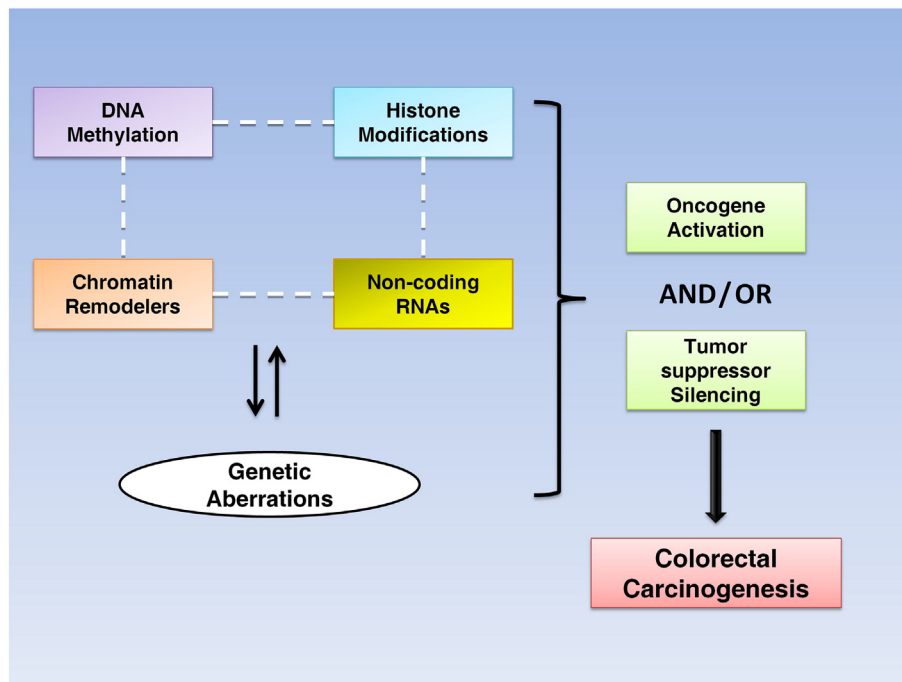 DNA
Methylation
Histone
Modifications
Chromatin
Remodelers
Non-coding
RNAs
Genetic
Aberrations
Oncogene
Activation
AND/OR
Tumor
suppressor
Silencing
Colorectal
Carcinogenesis